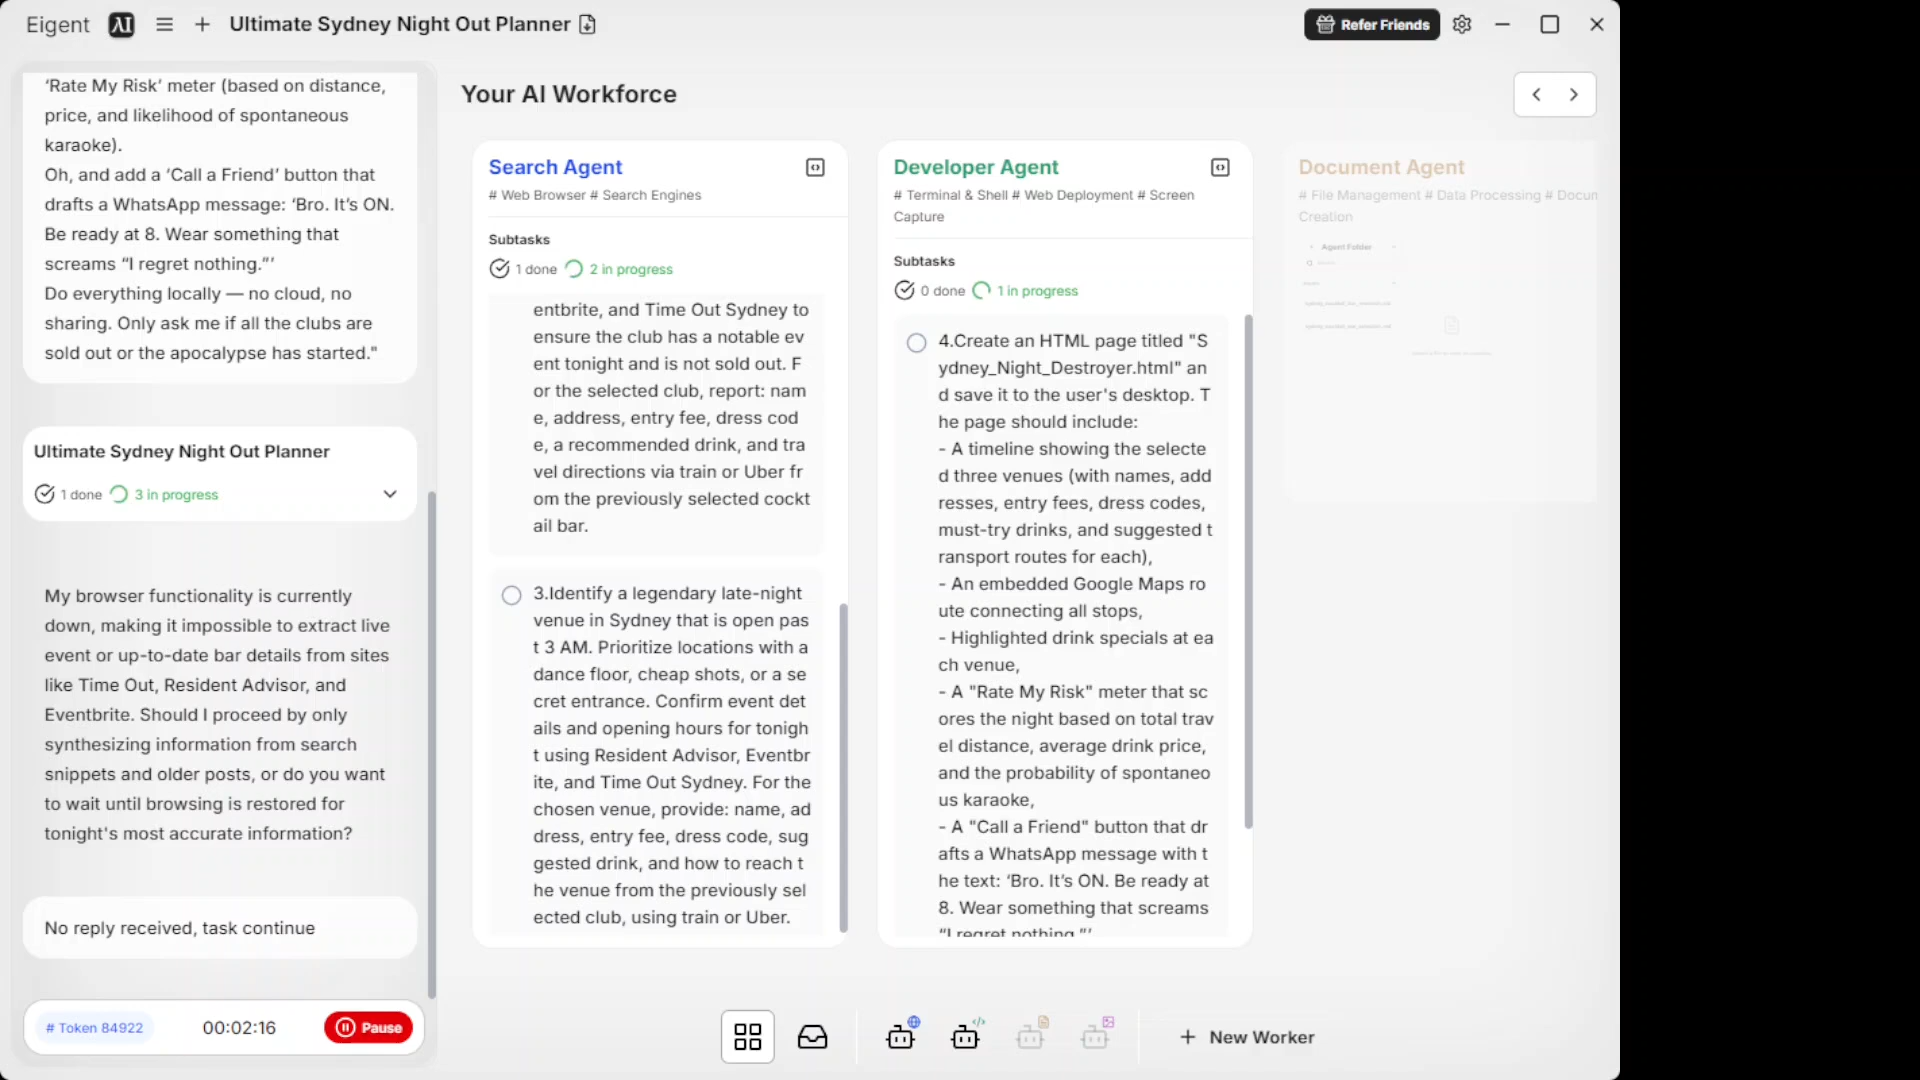 Eigent
AI
Ultimate Sydney Night Out Planner
Refer Friends
‘Rate My Risk’ meter (based on distance,
price, and likelihood of spontaneous
karaoke).
Oh, and add a ‘Call a Friend’ button that
drafts a WhatsApp message: ‘Bro. It’s ON.
Be ready at 8. Wear something that
screams “I regret nothing.”’
Do everything locally — no cloud, no
sharing. Only ask me if all the clubs are
sold out or the apocalypse has started."
Ultimate Sydney Night Out Planner
1 done 3 in progress
My browser functionality is currently
down, making it impossible to extract live
event or up-to-date bar details from sites
like Time Out, Resident Advisor, and
Eventbrite. Should I proceed by only
synthesizing information from search
snippets and older posts, or do you want
to wait until browsing is restored for
tonight's most accurate information?
No reply received, task continue
# Token 84922
00:02:16
Pause
Your AI Workforce
Search Agent
# Web Browser # Search Engines
Subtasks
1 done 2 in progress
entbrite, and Time Out Sydney to
ensure the club has a notable ev
ent tonight and is not sold out. F
or the selected club, report: nam
e, address, entry fee, dress cod
e, a recommended drink, and tra
vel directions via train or Uber fr
om the previously selected cockt
ail bar.
3.Identify a legendary late-night
venue in Sydney that is open pas
t 3 AM. Prioritize locations with a
dance floor, cheap shots, or a se
cret entrance. Confirm event det
ails and opening hours for tonigh
t using Resident Advisor, Eventbr
ite, and Time Out Sydney. For the
chosen venue, provide: name, ad
dress, entry fee, dress code, sug
gested drink, and how to reach t
he venue from the previously sel
ected club, using train or Uber.
Developer Agent
# Terminal & Shell # Web Deployment # Screen
Capture
Subtasks
0 done 1 in progress
4.Create an HTML page titled "S
ydney_Night_Destroyer.html" an
d save it to the user's desktop. T
he page should include:
- A timeline showing the selecte
d three venues (with names, add
resses, entry fees, dress codes,
must-try drinks, and suggested t
ransport routes for each),
- An embedded Google Maps ro
ute connecting all stops,
- Highlighted drink specials at ea
ch venue,
- A "Rate My Risk" meter that sc
ores the night based on total trav
el distance, average drink price,
and the probability of spontaneo
us karaoke,
- A "Call a Friend" button that dr
afts a WhatsApp message with t
he text: ‘Bro. It’s ON. Be ready at
8. Wear something that screams
“I regret nothing.”’
Document Agent
# File Management # Data Processing # Docun
Creation
Agent Folder
New Worker